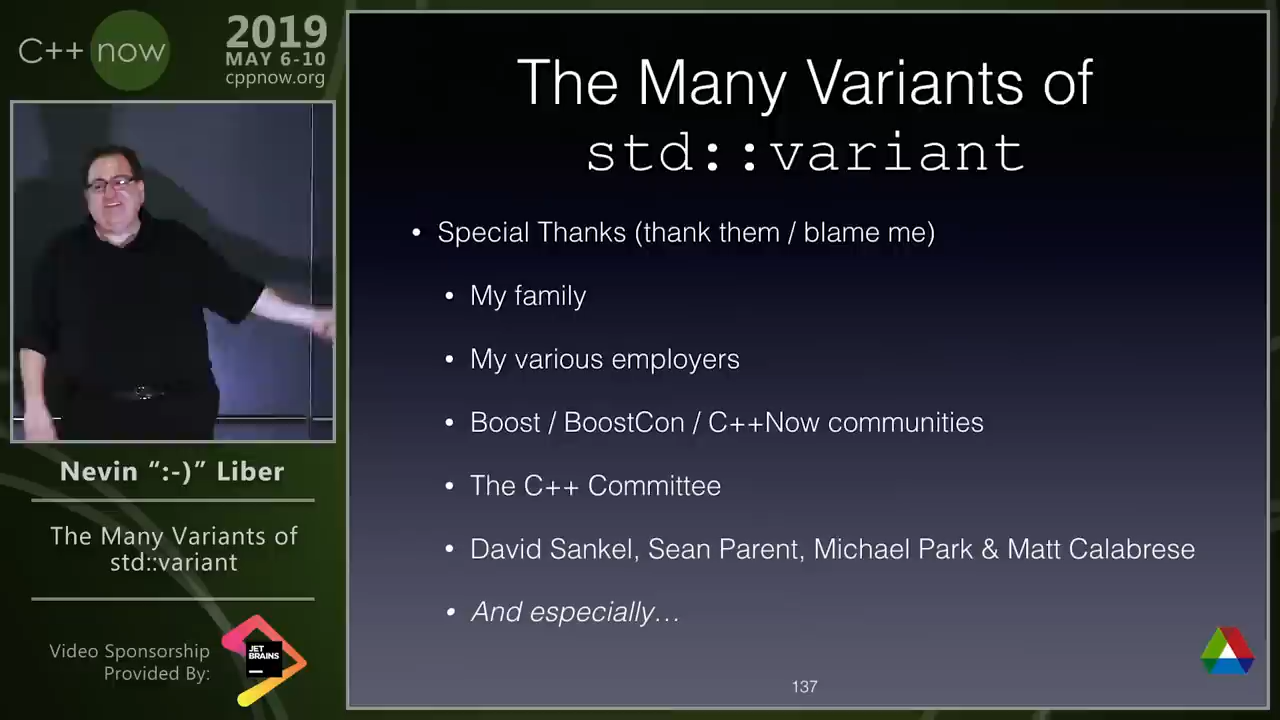 C++ now
2019
MAY 6-10
cppnow.org
Nevin “:-)” Liber
The Many Variants of
std::variant
Video Sponsorship
Provided By:
JET
BRAINS
The Many Variants of
std::variant
• Special Thanks (thank them / blame me)
• My family
• My various employers
• Boost / BoostCon / C++Now communities
• The C++ Committee
• David Sankel, Sean Parent, Michael Park & Matt Calabrese
• And especially…
137